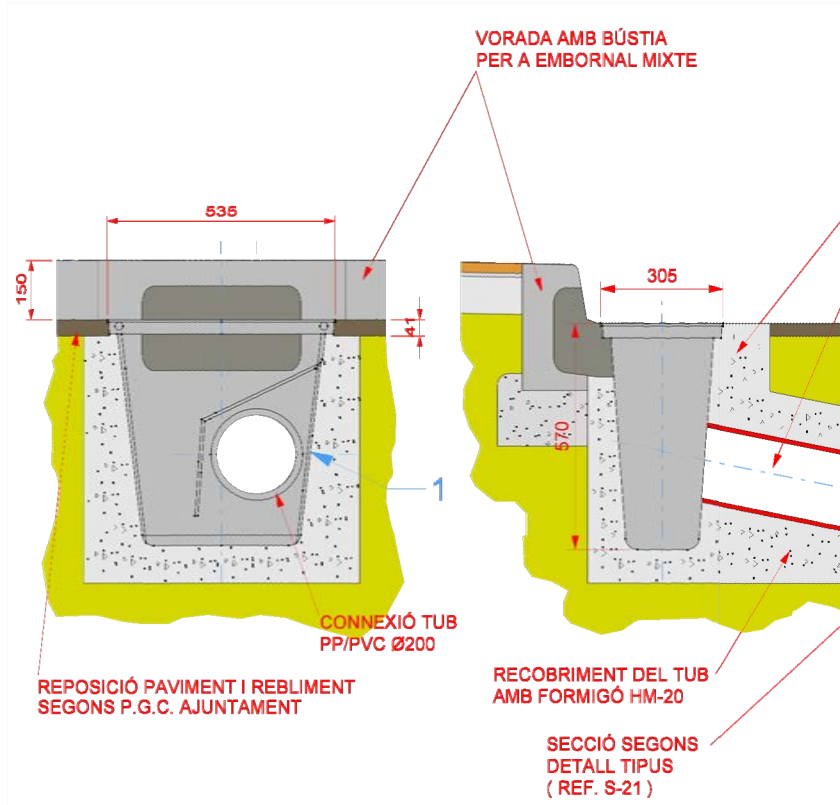 VORADA AMB BÚSTIA
PER A EMBORNAL MIXTE
535
150
41
305
570
1
CONNEXIÓ TUB
PP/PVC Ø200
REPOSICIÓ PAVIMENT I REBLIMENT
SEGONS P.G.C. AJUNTAMENT
RECOBRIMENT DEL TUB
AMB FORMIGÓ HM-20
SECCIÓ SEGONS
DETALL TIPUS
( REF. S-21 )